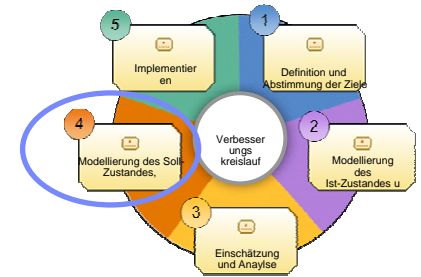 1
Definition und
Abstimmung der Ziele
2
Modellierung
des
Ist-Zustandes u
3
Einschätzung
und Anaylse
4
Modellierung des Soll-
Zustandes,
5
Implementier
en
Verbesser
ungs
kreislauf